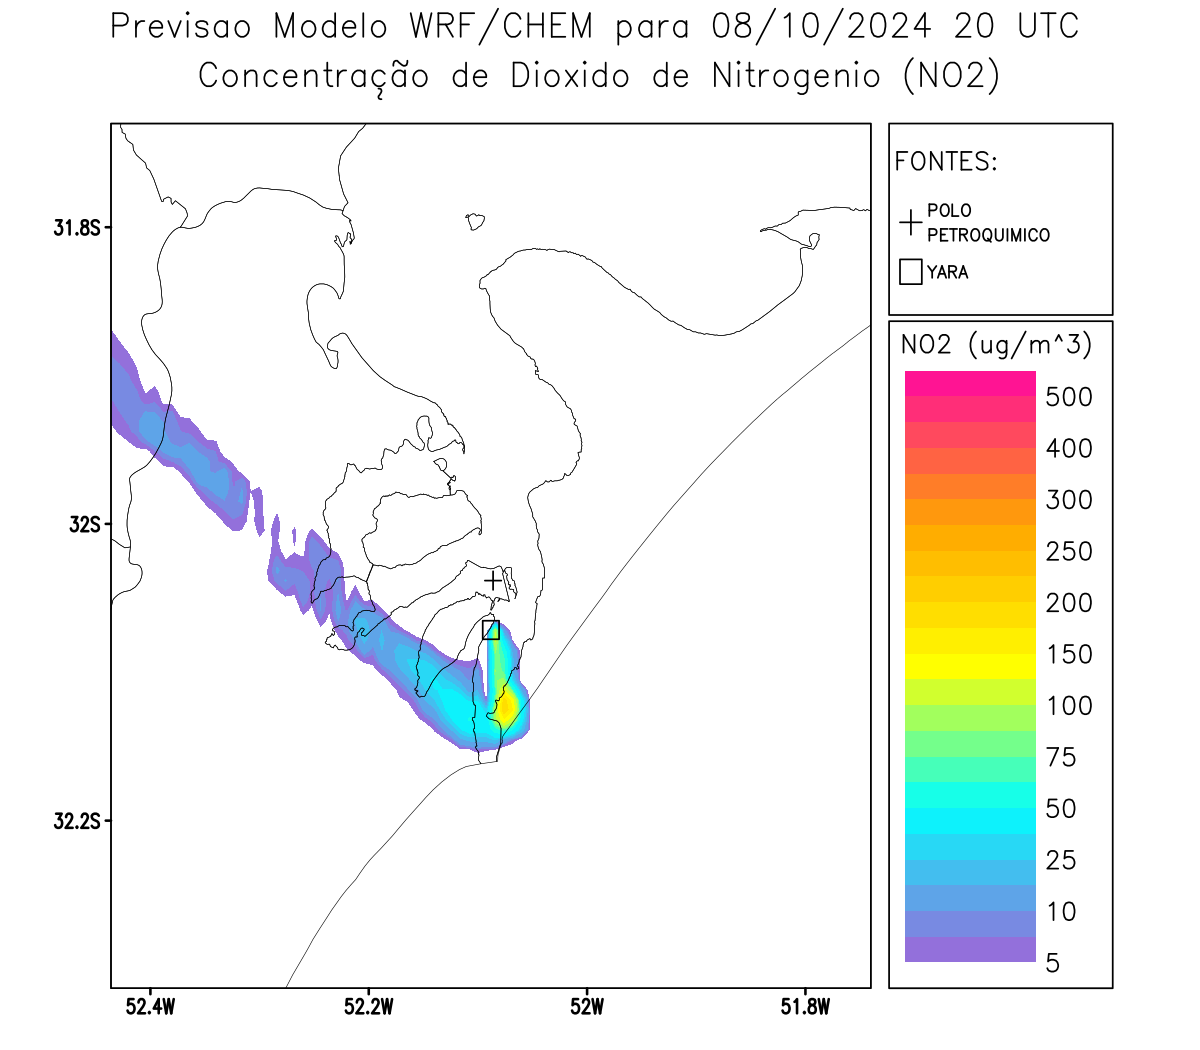 Previsao Modelo WRF/CHEM para 08/10/2024 20 UTC
Concentração de Dioxido de Nitrogenio (NO2)
FONTES:
POLO
PETROQUIMICO
YARA
NO2 (ug/m^3)
500
400
300
250
200
150
100
75
50
25
10
5
31.8S
32S
32.2S
52.4W
52.2W
52W
51.8W